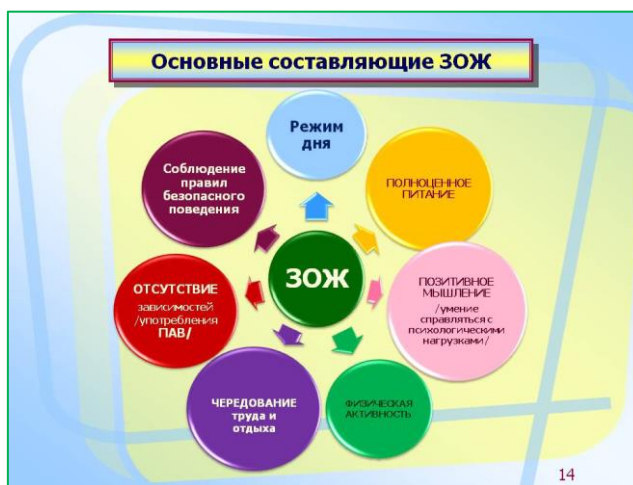 Основные составляющие ЗОЖ
Режим
дня
ПОЛНОЦЕННОЕ
ПИТАНИЕ
ПОЗИТИВНОЕ
МЫШЛЕНИЕ
/умение
справляться с
психологическими
нагрузками/
ФИЗИЧЕСКАЯ
АКТИВНОСТЬ
ЧЕРЕДОВАНИЕ
труда и
отдыха
ОТСУТСТВИЕ
зависимостей
/употребления
ПАВ/
Соблюдение
правил
безопасного
поведения
ЗОЖ
14